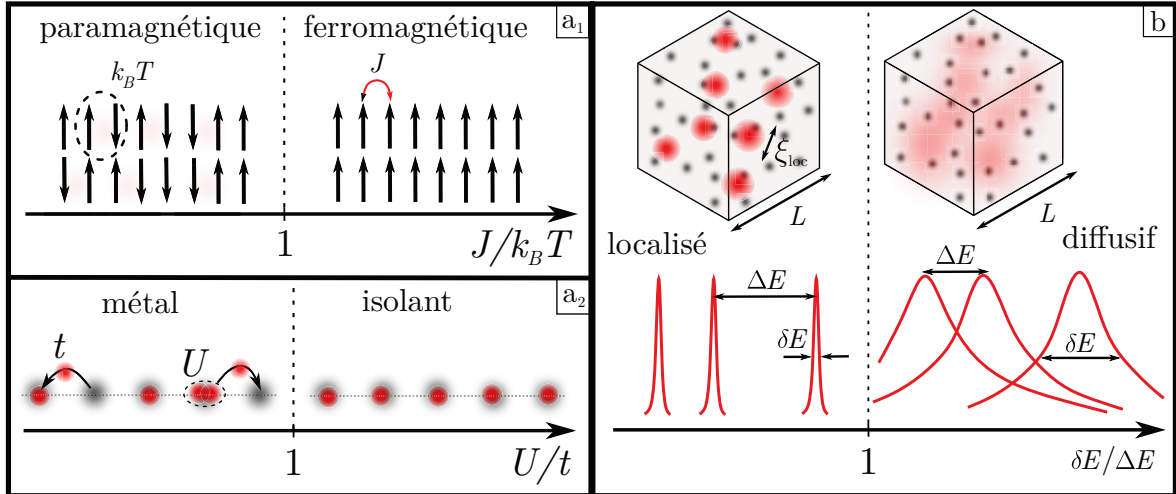 paramagnétique
ferromagnétique
a₁
k_BT
J
1
J/k_BT
métal
isolant
a₂
t
U
1
U/t
b
ξ_loc
L
L
localisé
diffusif
ΔE
ΔE
δE
δE
1
δE/ΔE